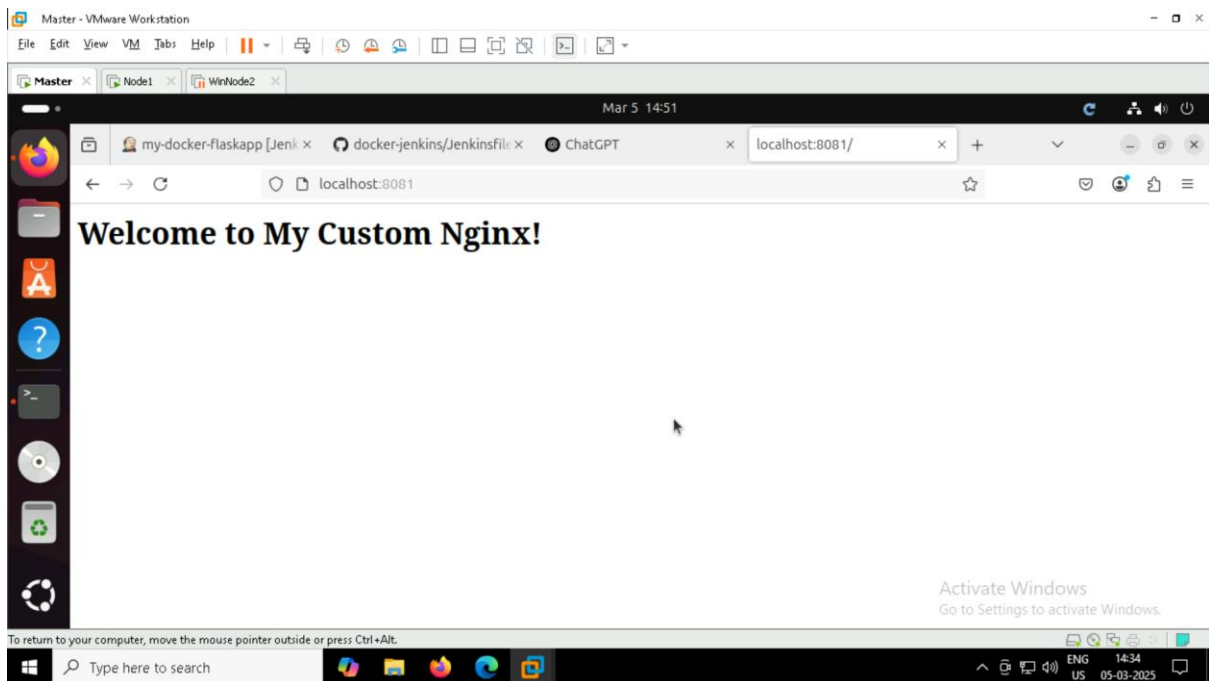 Master - VMware Workstation
File Edit View VM Tabs Help
Master Node1 WinNode2
Mar 5 14:51
my-docker-flaskapp [Jenk docker-jenkins/Jenkinsfile ChatGPT localhost:8081/
localhost:8081
Welcome to My Custom Nginx!
Activate Windows
Go to Settings to activate Windows.
To return to your computer, move the mouse pointer outside or press Ctrl+Alt.
Type here to search
ENG 14:34
US 05-03-2025